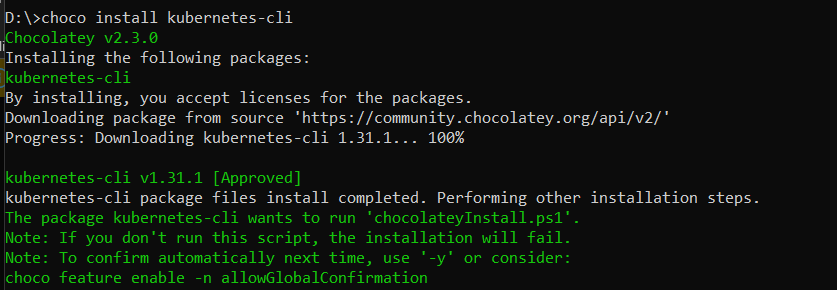 D:\>choco install kubernetes-cli
Chocolatey v2.3.0
Installing the following packages:
kubernetes-cli
By installing, you accept licenses for the packages.
Downloading package from source 'https://community.chocolatey.org/api/v2/'
Progress: Downloading kubernetes-cli 1.31.1... 100%

kubernetes-cli v1.31.1 [Approved]
kubernetes-cli package files install completed. Performing other installation steps.
The package kubernetes-cli wants to run 'chocolateyInstall.ps1'.
Note: If you don't run this script, the installation will fail.
Note: To confirm automatically next time, use '-y' or consider:
choco feature enable -n allowGlobalConfirmation